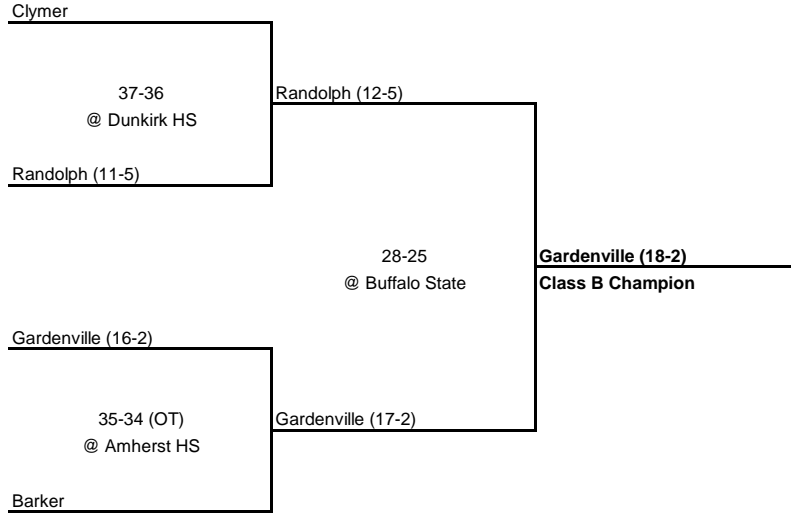 Clymer
37-36
@ Dunkirk HS
Randolph (12-5)
Randolph (11-5)
28-25
@ Buffalo State
Gardenville (18-2)
Class B Champion
Gardenville (16-2)
35-34 (OT)
@ Amherst HS
Gardenville (17-2)
Barker